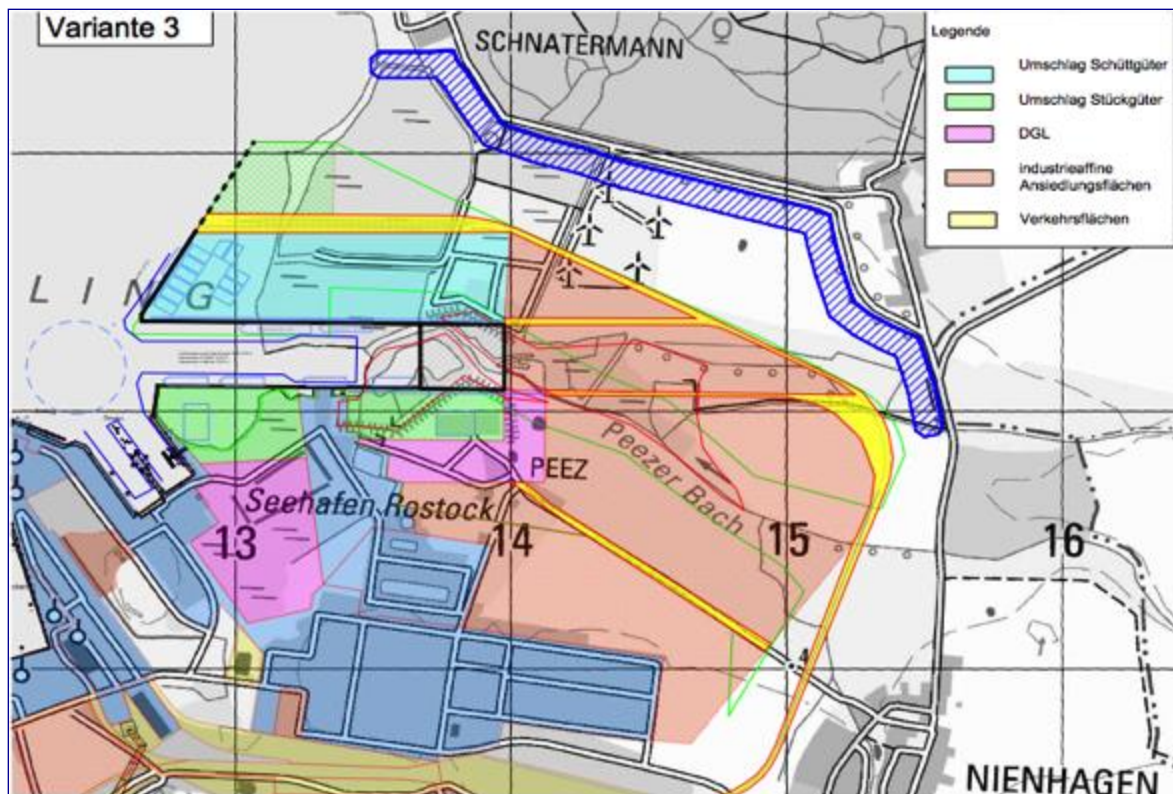 Variante 3
SCHNATERMANN
Legende
Umschlag Schüttgüter
Umschlag Stückgüter
DGL
industrieaffine
Ansiedlungsflächen
Verkehrsflächen
L I N G
PEEZ
Peezer Bach
Seehafen Rostock
13
14
15
16
4
NIENHAGEN